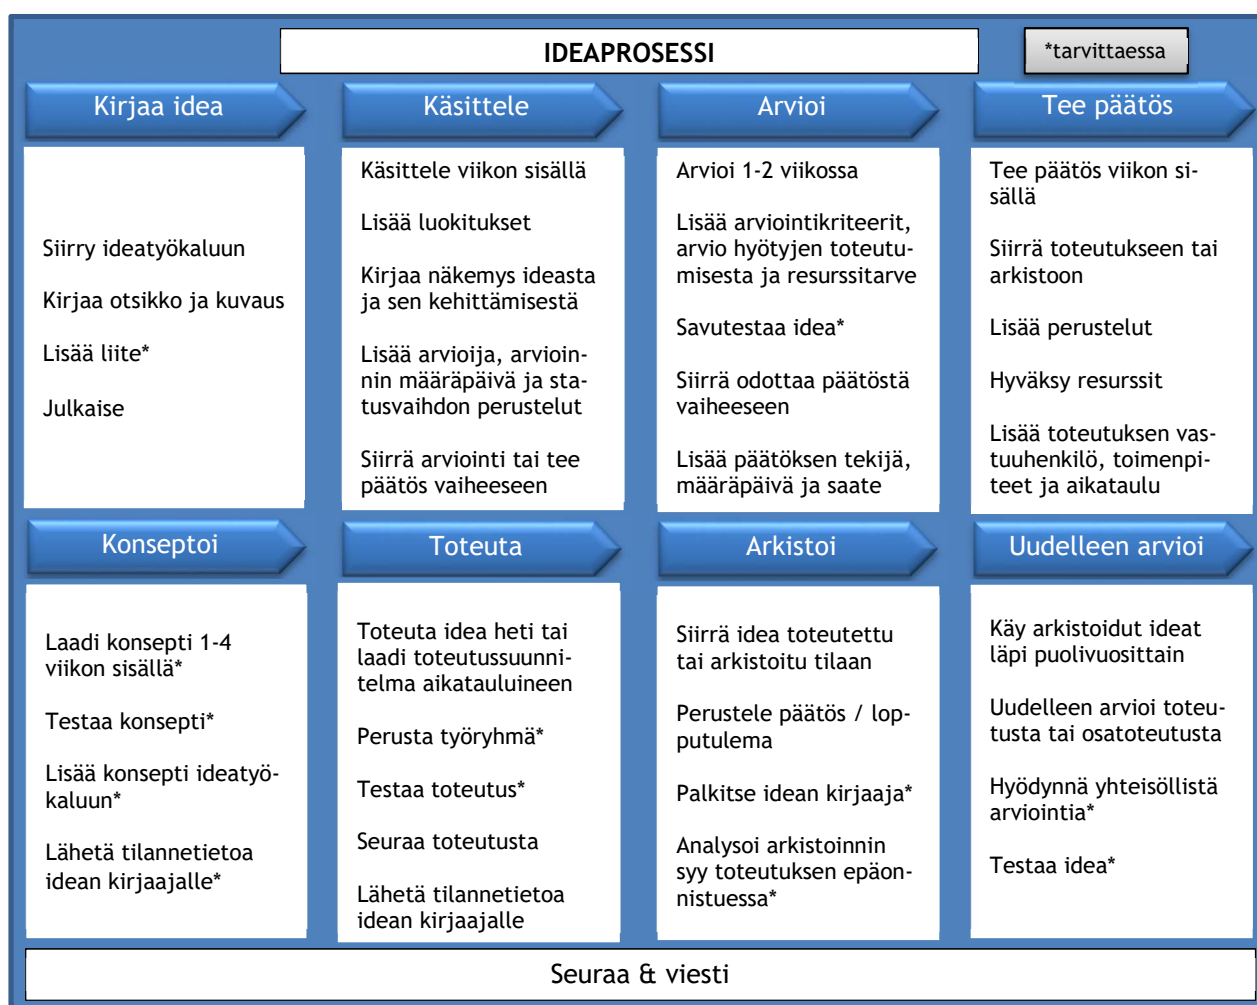 IDEAPROSESSI
*tarvittaessa
Kirjaa idea
Siirry ideatyökaluun
Kirjaa otsikko ja kuvaus
Lisää liite*
Julkaise
Käsittele
Käsittele viikon sisällä
Lisää luokitukset
Kirjaa näkemys ideasta
ja sen kehittämisestä
Lisää arvioija, arvioin-
nin määräpäivä ja sta-
tusvaihdon perustelut
Siirrä arviointi tai tee
päätös vaiheeseen
Arvioi
Arvioi 1-2 viikossa
Lisää arviointikriteerit,
arvio hyötyjen toteutu-
misesta ja resurssitarve
Savutestaa idea*
Siirrä odottaa päätöstä
vaiheeseen
Lisää päätöksen tekijä,
määräpäivä ja saate
Tee päätös
Tee päätös viikon si-
sällä
Siirrä toteutukseen tai
arkistoon
Lisää perustelut
Hyväksy resurssit
Lisää toteutuksen vas-
tuuhenkilö, toimenpi-
teet ja aikataulu
Konseptoi
Laadi konsepti 1-4
viikon sisällä*
Testaa konsepti*
Lisää konsepti ideatyö-
kaluun*
Lähetä tilannetietoa
idean kirjaajalle*
Toteuta
Toteuta idea heti tai
laadi toteutussuunni-
telma aikatauluineen
Perusta työryhmä*
Testaa toteutus*
Seuraa toteutusta
Lähetä tilannetietoa
idean kirjaajalle
Arkistoi
Siirrä idea toteutettu
tai arkistoitu tilaan
Perustele päätös / lop-
putulema
Palkitse idean kirjaaja*
Analysoi arkistoinnin
syy toteutuksen epäon-
nistuessa*
Uudelleen arvioi
Käy arkistoidut ideat
läpi puolivuosittain
Uudelleen arvioi toteu-
tusta tai osatoteutusta
Hyödynnä yhteisöllistä
arviointia*
Testaa idea*
Seuraa & viesti